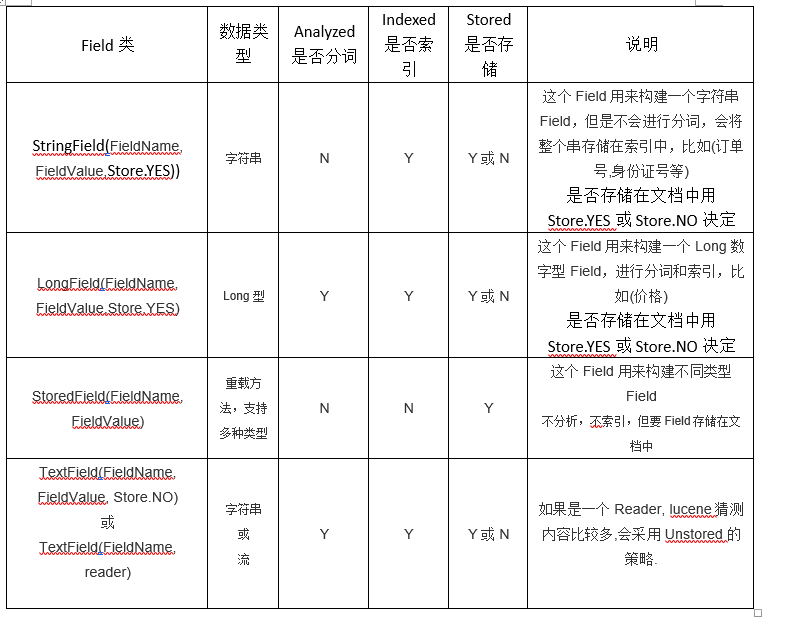 Field 类
数据类
型
Analyzed
是否分词
Indexed
是否索
引
Stored
是否存
储
说明
StringField(FieldName,
FieldValue,Store.YES))
字符串
N
Y
Y 或 N
这个 Field 用来构建一个字符串
Field，但是不会进行分词，会将
整个串存储在索引中，比如(订单
号,身份证号等)
是否存储在文档中用
Store.YES 或 Store.NO 决定
LongField(FieldName,
FieldValue,Store.YES)
Long 型
Y
Y
Y 或 N
这个 Field 用来构建一个 Long 数
字型 Field，进行分词和索引，比
如(价格)
是否存储在文档中用
Store.YES 或 Store.NO 决定
StoredField(FieldName,
FieldValue)
重载方
法，支持
多种类型
N
N
Y
这个 Field 用来构建不同类型
Field
不分析，不索引，但要 Field 存储在文
档中
TextField(FieldName,
FieldValue, Store.NO)
或
TextField(FieldName,
reader)
字符串
或
流
Y
Y
Y 或 N
如果是一个 Reader, lucene 猜测
内容比较多,会采用 Unstored 的
策略.